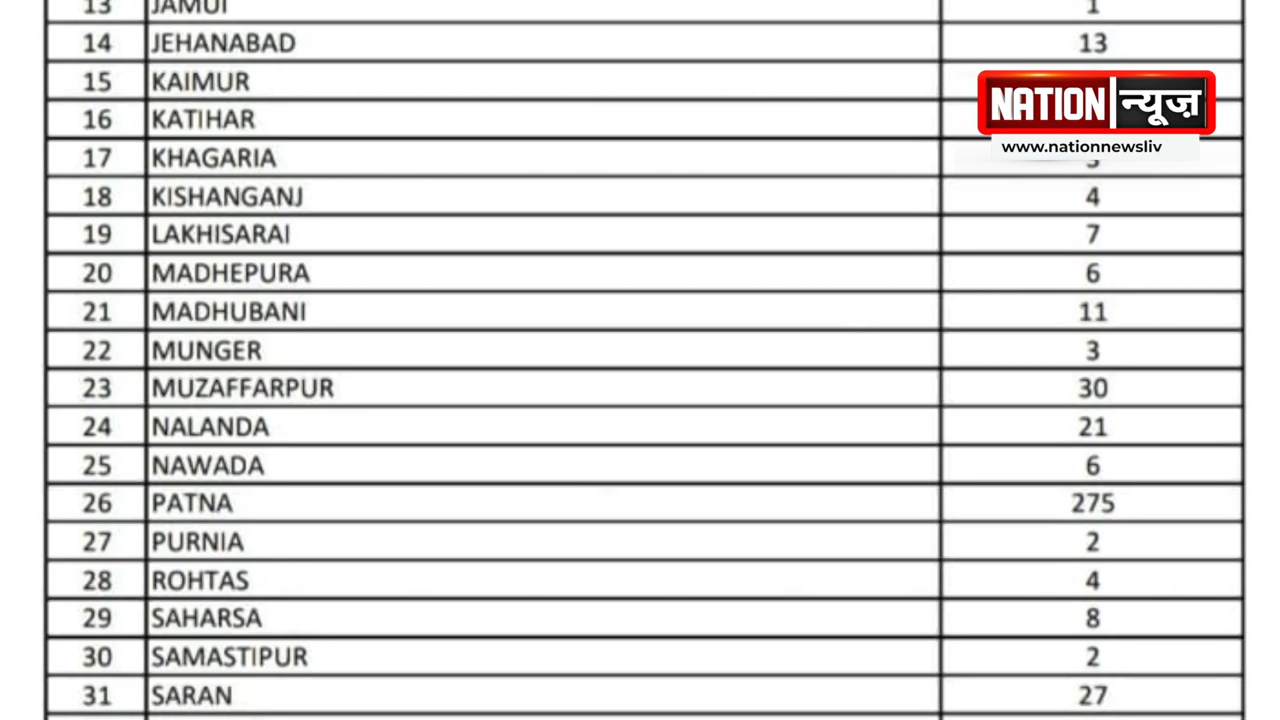 13 JAMUI 1
14 JEHANABAD 13
15 KAIMUR
16 KATIHAR
17 KHAGARIA
18 KISHANGANJ 4
19 LAKHISARAI 7
20 MADHEPURA 6
21 MADHUBANI 11
22 MUNGER 3
23 MUZAFFARPUR 30
24 NALANDA 21
25 NAWADA 6
26 PATNA 275
27 PURNIA 2
28 ROHTAS 4
29 SAHARSA 8
30 SAMASTIPUR 2
31 SARAN 27
NATION न्यूज़
www.nationnewsliv